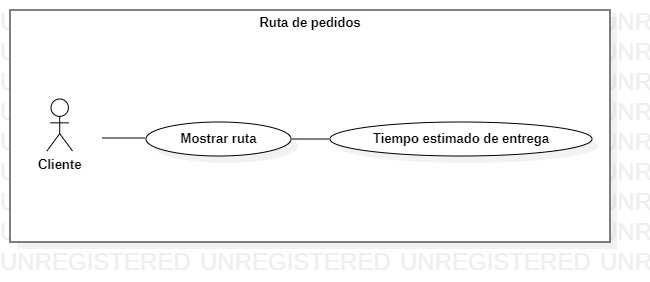 Ruta de pedidos
Mostrar ruta
Tiempo estimado de entrega
Cliente
UNREGISTERED UNREGISTERED UNREGISTERED UNR